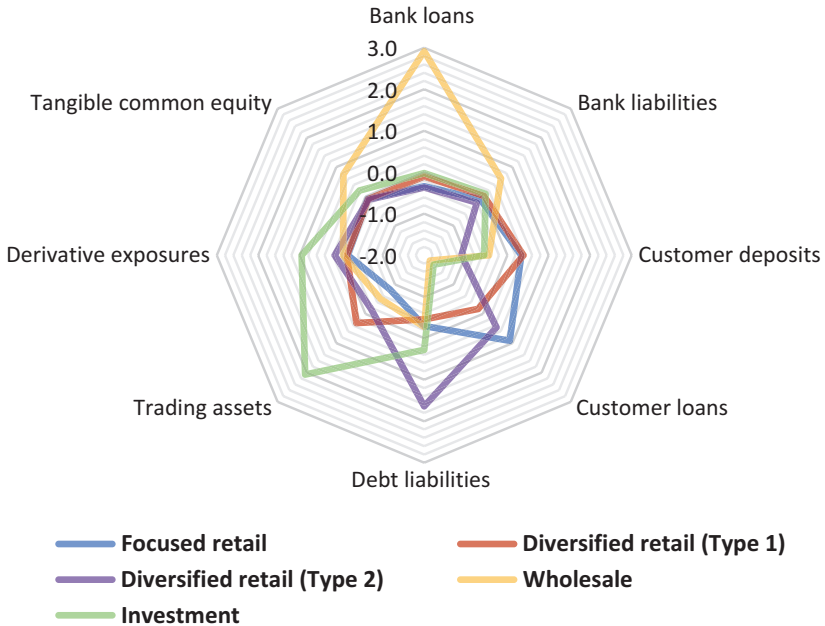 Bank loans
3.0
Tangible common equity
Bank liabilities
2.0
1.0
0.0
-1.0
Derivative exposures
-2.0
Customer deposits
Trading assets
Customer loans
Debt liabilities
Focused retail
Diversified retail (Type 1)
Diversified retail (Type 2)
Wholesale
Investment